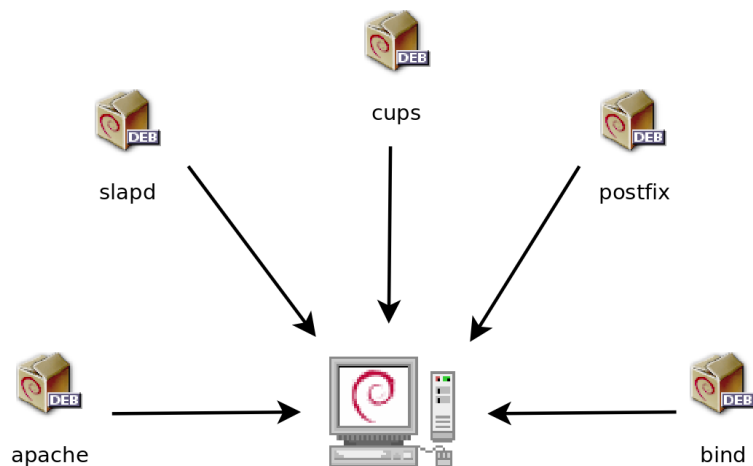 DEB
cups
DEB
slapd
DEB
postfix
DEB
apache
DEB
bind